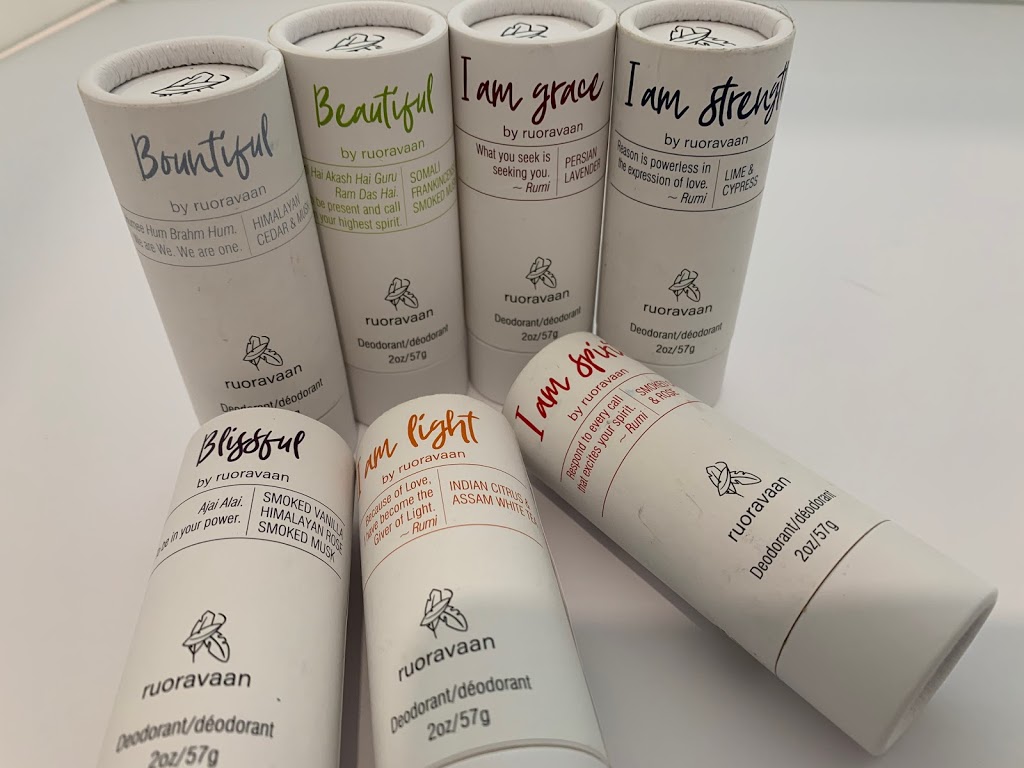 Bountiful
by ruoravaan
Hum Brahm Hum.
are We. We are one.
HIMALAYAN
CEDAR & MUSK
ruoravaan
Deodorant/déodorant
Beautiful
by ruoravaan
Hai Akash Hai Guru
Ram Das Hai.
be present and call
your highest spirit.
SOMALI
FRANKINCENSE
SMOKED
ruoravaan
Deodorant/déodorant
2oz/57g
I am grace
by ruoravaan
What you seek is
seeking you.
~ Rumi
PERSIAN
LAVENDER
ruoravaan
Deodorant/déodorant
2oz/57g
I am strength
by ruoravaan
Reason is powerless in
the expression of love.
~ Rumi
LIME &
CYPRESS
ruoravaan
Deodorant/déodorant
2oz/57g
Blissful
by ruoravaan
Ajai Alai.
be in your power.
SMOKED VANILLA
HIMALAYAN ROSE
SMOKED MUSK
ruoravaan
Deodorant/déodorant
2oz/57g
I am light
by ruoravaan
Because of Love,
have become the
Giver of Light.
~ Rumi
INDIAN CITRUS &
ASSAM WHITE TEA
ruoravaan
Deodorant/déodorant
2oz/57g
I am spirit
by ruoravaan
Respond to every call
that excites your spirit.
~ Rumi
SMOKED
& ROSE
ruoravaan
Deodorant/déodorant
2oz/57g